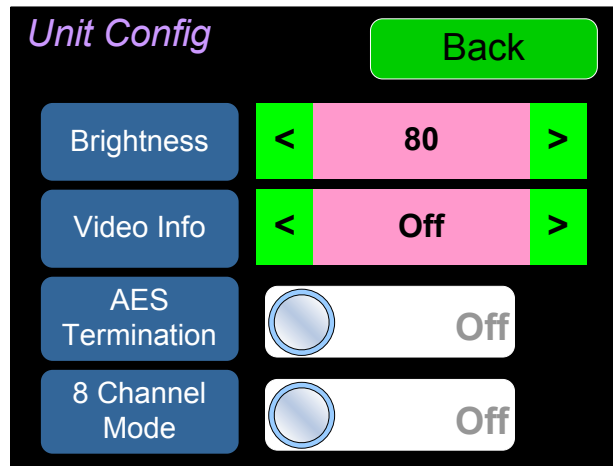 Unit Config
Back
Brightness
< 80 >
Video Info
< Off >
AES
Termination
Off
8 Channel
Mode
Off